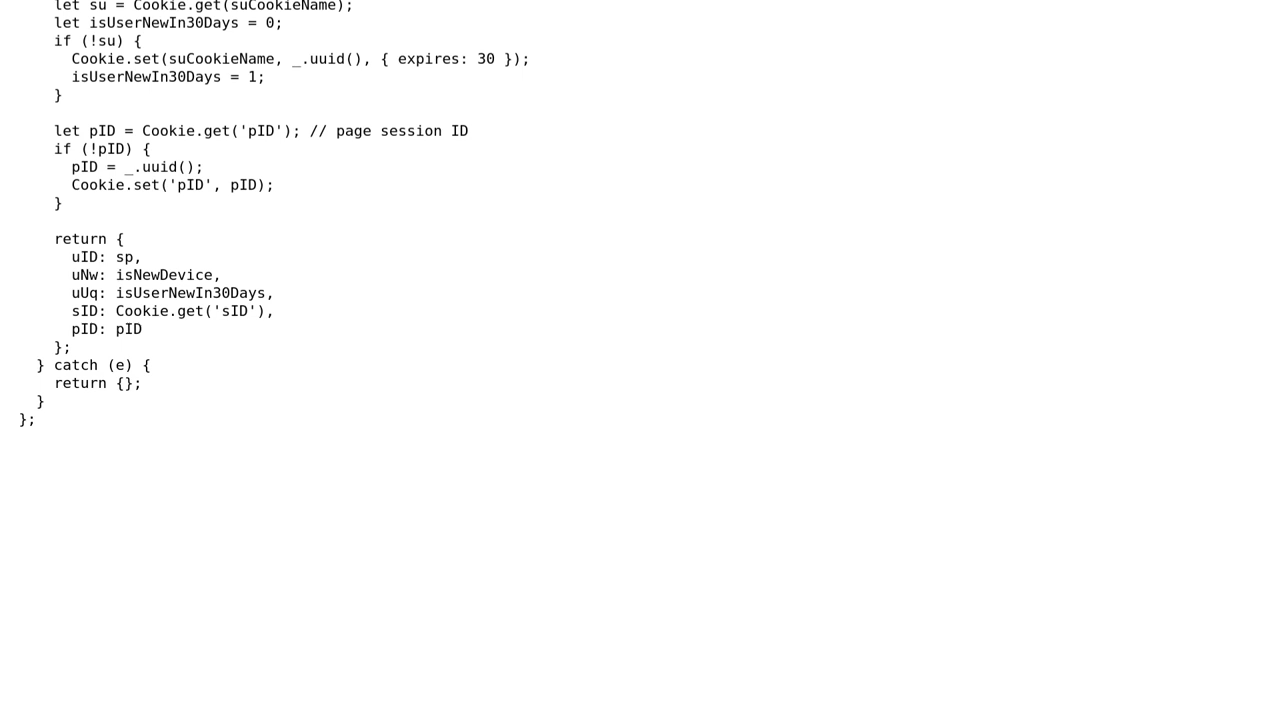 let su = Cookie.get(suCookieName);
let isUserNewIn30Days = 0;
if (!su) {
Cookie.set(suCookieName, _.uuid(), { expires: 30 });
isUserNewIn30Days = 1;
}
let pID = Cookie.get('pID'); // page session ID
if (!pID) {
pID = _.uuid();
Cookie.set('pID', pID);
}
return {
uID: sp,
uNw: isNewDevice,
uUq: isUserNewIn30Days,
sID: Cookie.get('sID'),
pID: pID
};
} catch (e) {
return {};
}
};